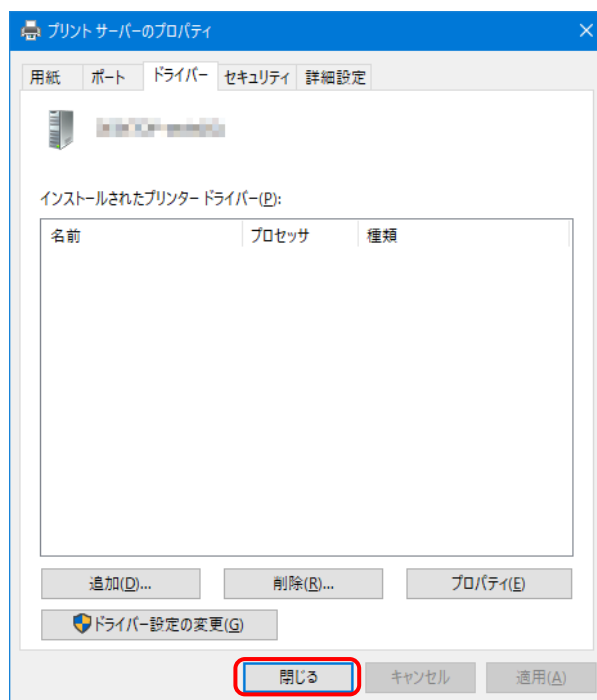 プリント サーバーのプロパティ
用紙 ポート ドライバー セキュリティ 詳細設定
インストールされたプリンター ドライバー(P):
名前 プロセッサ 種類
追加(D)... 削除(R)... プロパティ(E)
ドライバー設定の変更(G)
閉じる キャンセル 適用(A)